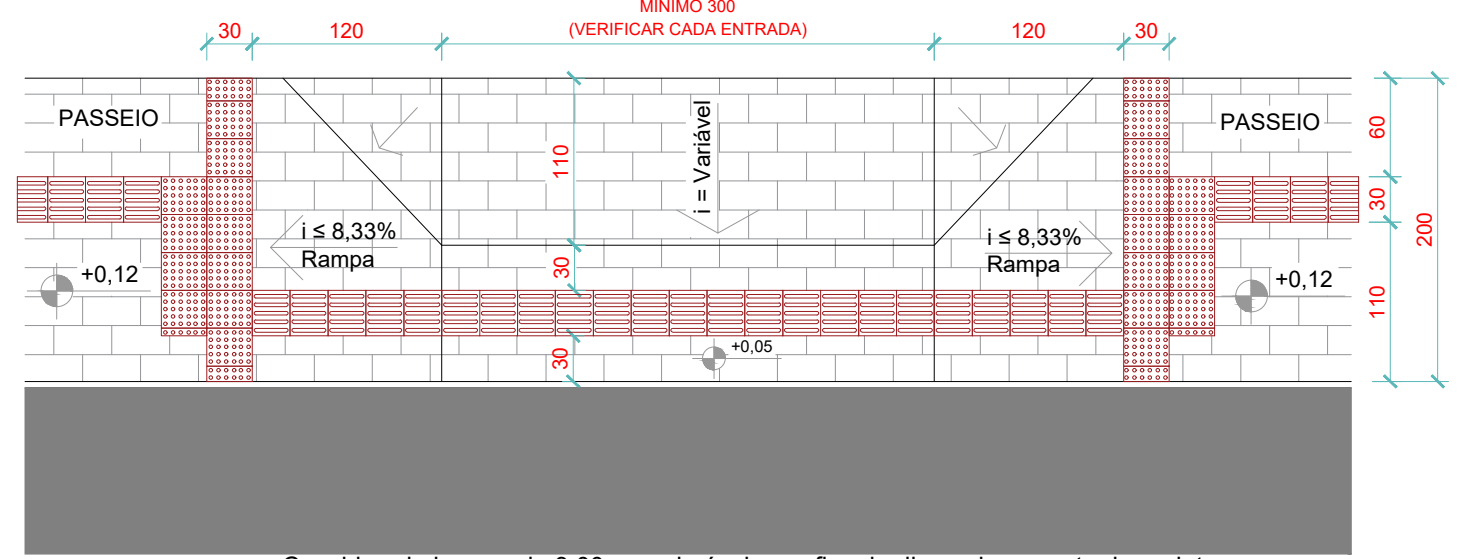 MINIMO 300
(VERIFICAR CADA ENTRADA)
30
120
120
30
PASSEIO
PASSEIO
60
110
i = Variável
30
200
i ≤ 8,33%
Rampa
i ≤ 8,33%
Rampa
+0,12
30
+0,12
110
+0,05
30